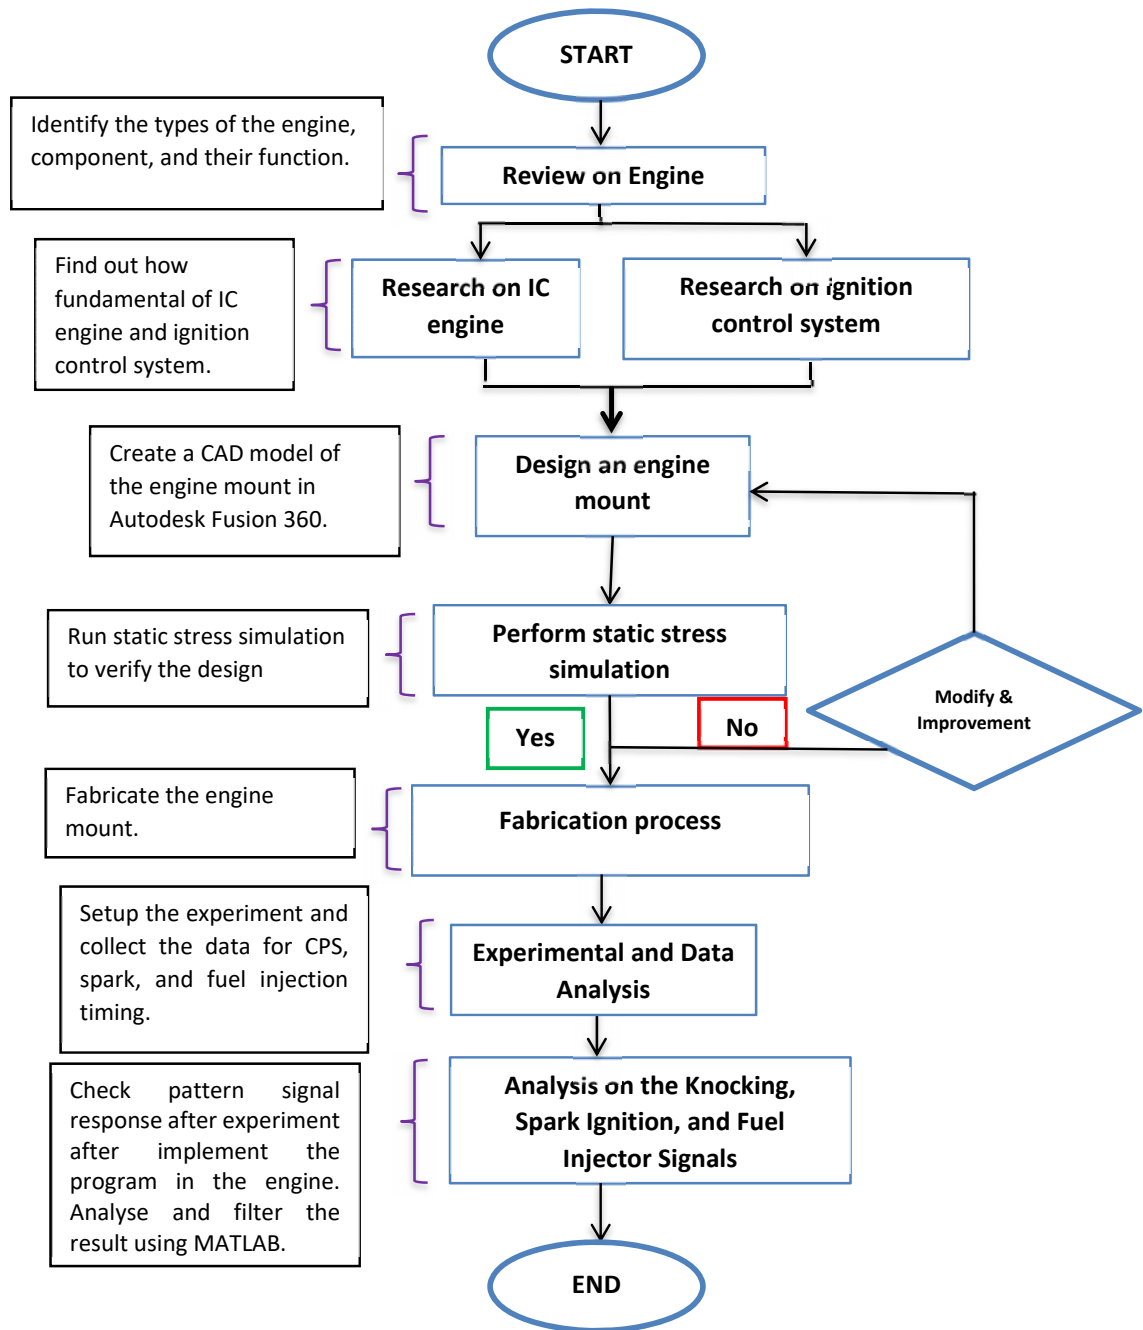 START
Identify the types of the engine,
component, and their function.
Review on Engine
Find out how
fundamental of IC
engine and ignition
control system.
Research on IC
engine
Research on ignition
control system
Create a CAD model of
the engine mount in
Autodesk Fusion 360.
Design an engine
mount
Run static stress simulation
to verify the design
Perform static stress
simulation
Modify &
Improvement
Yes
No
Fabricate the engine
mount.
Fabrication process
Setup the experiment and
collect the data for CPS,
spark, and fuel injection
timing.
Experimental and Data
Analysis
Check pattern signal
response after experiment
after implement the
program in the engine.
Analyse and filter the
result using MATLAB.
Analysis on the Knocking,
Spark Ignition, and Fuel
Injector Signals
END